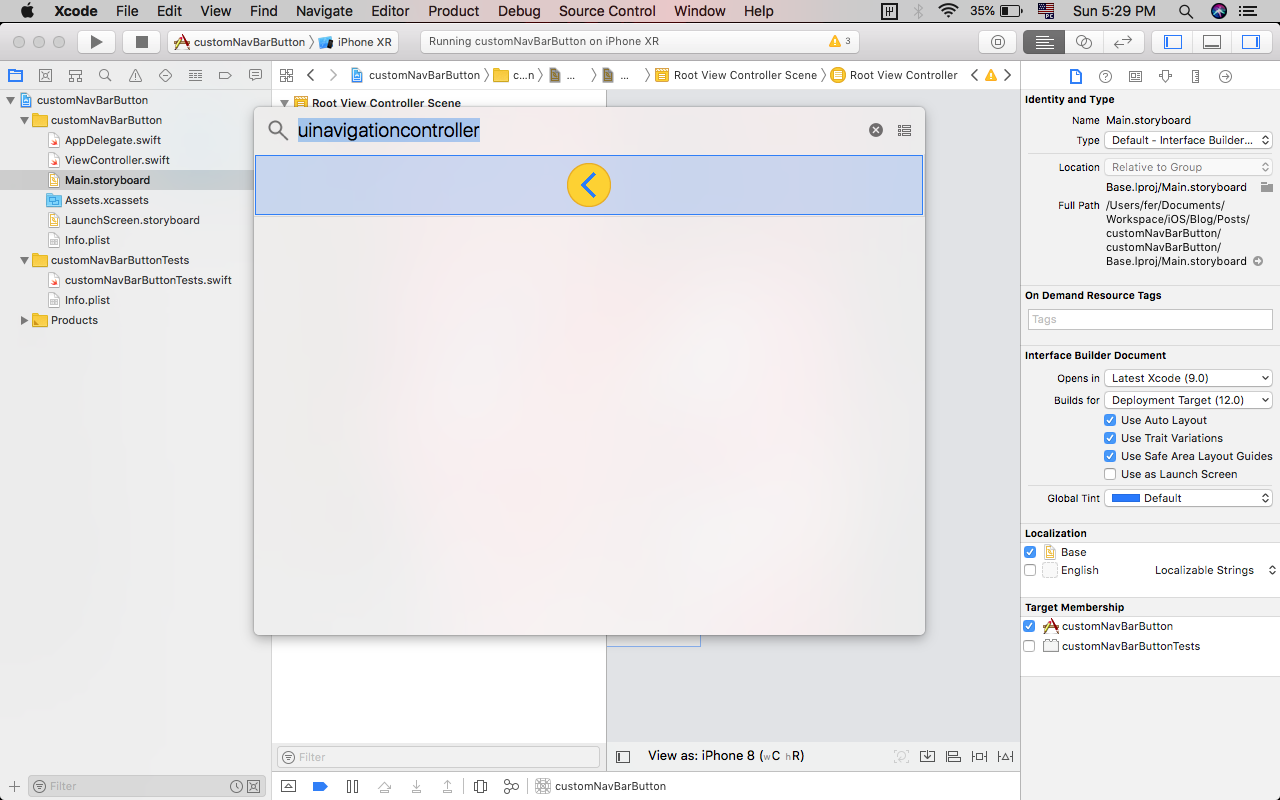 Xcode File Edit View Find Navigate Editor Product Debug Source Control Window Help 35% Sun 5:29 PM
customNavBarButton iPhone XR Running customNavBarButton on iPhone XR 3
customNavBarButton c...n ... ... Root View Controller Scene Root View Controller
customNavBarButton
customNavBarButton
AppDelegate.swift
ViewController.swift
Main.storyboard
Assets.xcassets
LaunchScreen.storyboard
Info.plist
customNavBarButtonTests
customNavBarButtonTests.swift
Info.plist
Products
Filter
Root View Controller Scene
uinavigationcontroller
Filter
View as: iPhone 8 (wC hR)
customNavBarButton
Identity and Type
Name Main.storyboard
Type Default - Interface Builder...
Location Relative to Group
Base.lproj/Main.storyboard
Full Path /Users/fer/Documents/
Workspace/iOS/Blog/Posts/
customNavBarButton/
customNavBarButton/
Base.lproj/Main.storyboard
On Demand Resource Tags
Tags
Interface Builder Document
Opens in Latest Xcode (9.0)
Builds for Deployment Target (12.0)
Use Auto Layout
Use Trait Variations
Use Safe Area Layout Guides
Use as Launch Screen
Global Tint Default
Localization
Base
English Localizable Strings
Target Membership
customNavBarButton
customNavBarButtonTests